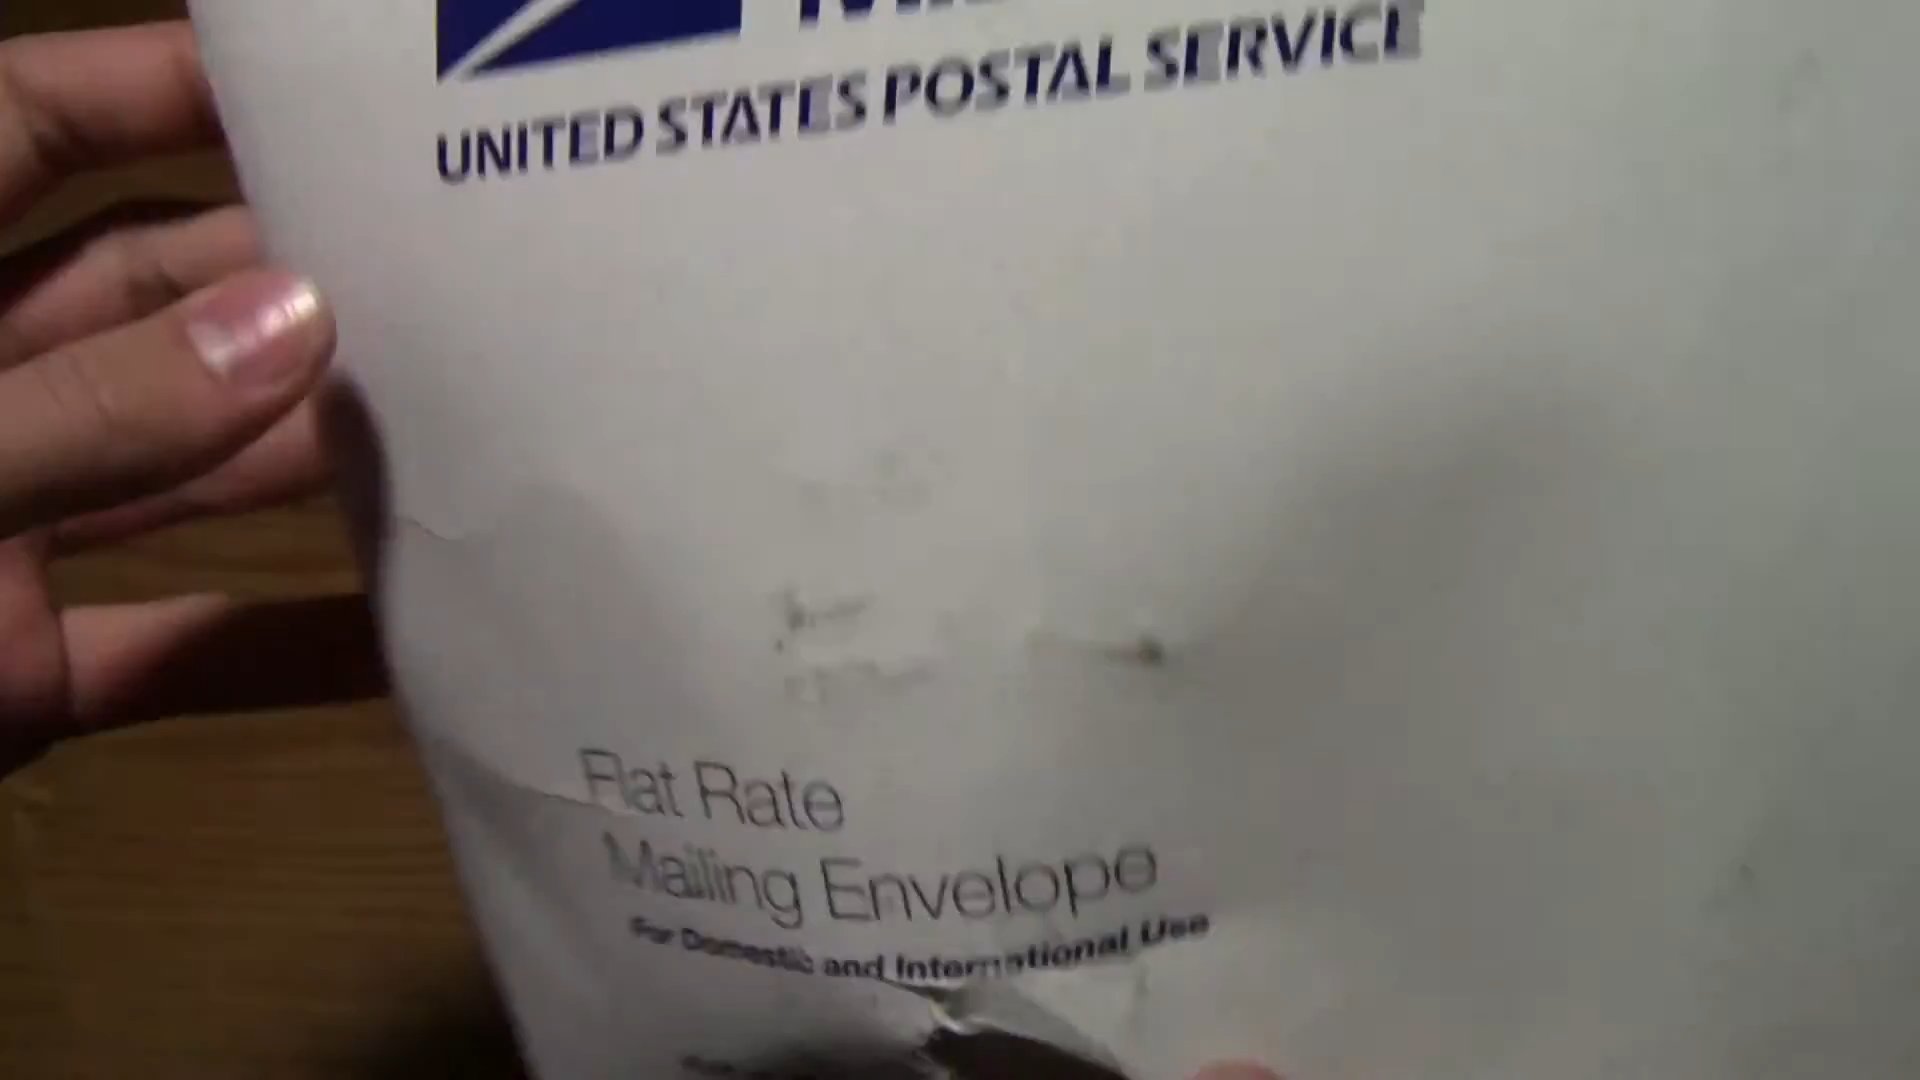 UNITED STATES POSTAL SERVICE
Flat Rate
Mailing Envelope
For Domestic and International Use